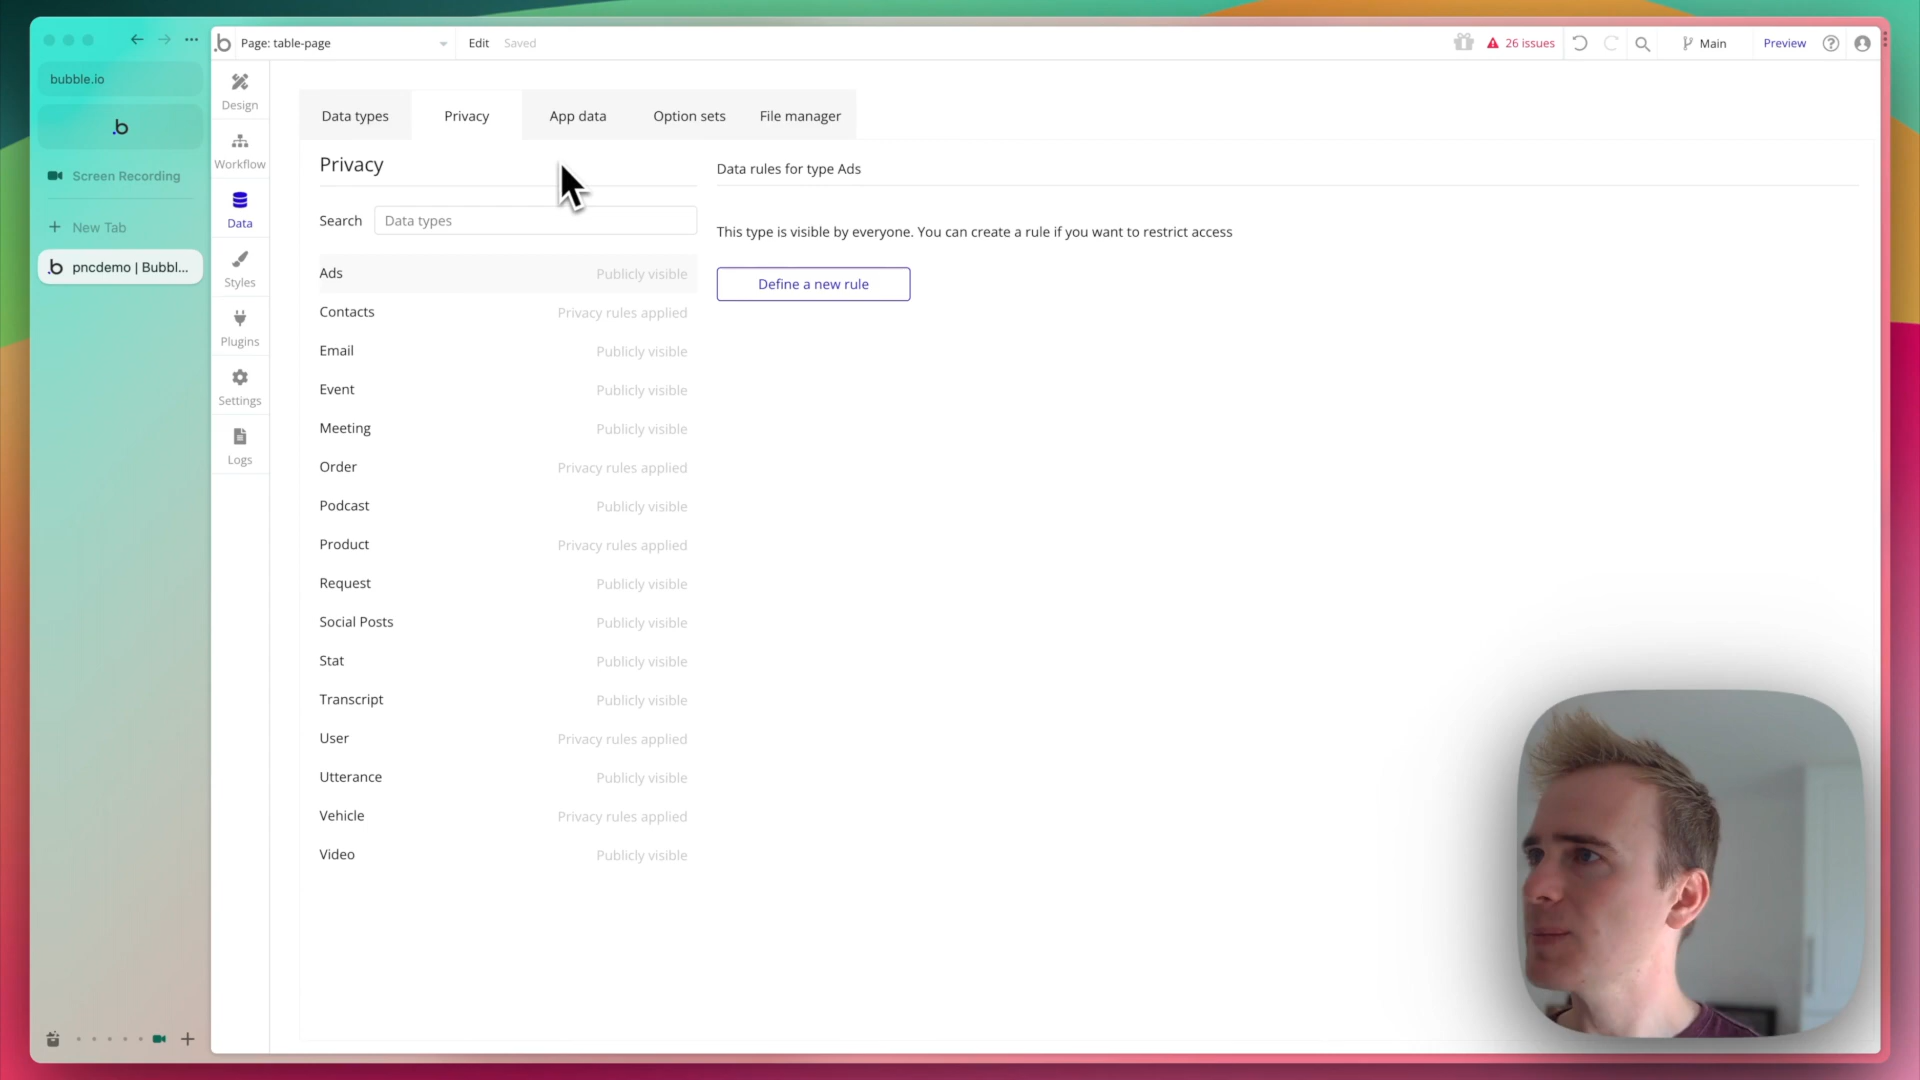 Page: table-page
Edit
Saved
26 issues
Main
Preview
bubble.io
.b
Screen Recording
New Tab
pncdemo | Bubbl...
Design
Workflow
Data
Styles
Plugins
Settings
Logs
Data types
Privacy
App data
Option sets
File manager
Privacy
Search
Data types
Ads Publicly visible
Contacts Privacy rules applied
Email Publicly visible
Event Publicly visible
Meeting Publicly visible
Order Privacy rules applied
Podcast Publicly visible
Product Privacy rules applied
Request Publicly visible
Social Posts Publicly visible
Stat Publicly visible
Transcript Publicly visible
User Privacy rules applied
Utterance Publicly visible
Vehicle Privacy rules applied
Video Publicly visible
Data rules for type Ads
This type is visible by everyone. You can create a rule if you want to restrict access
Define a new rule